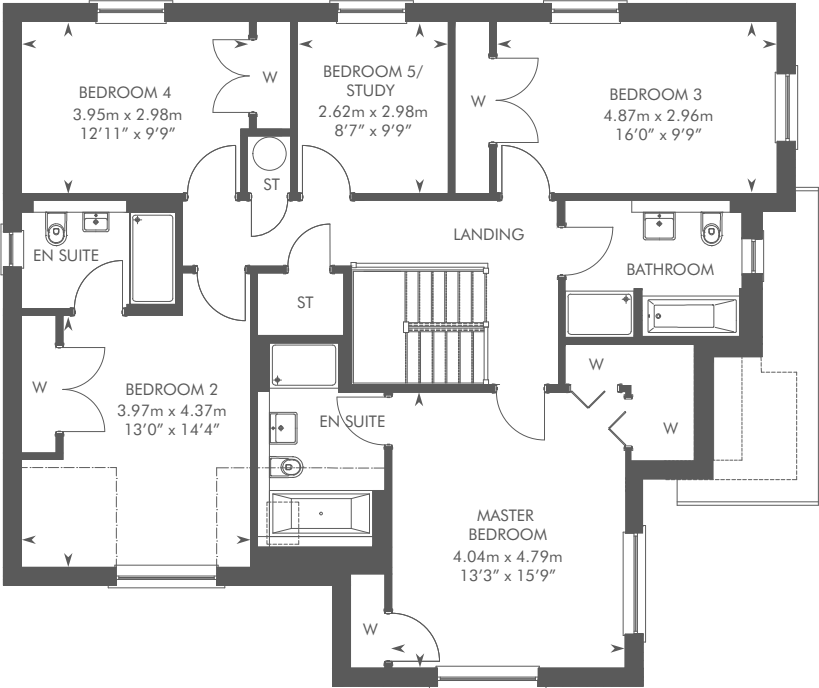 BEDROOM 4
3.95m x 2.98m
12’11” x 9’9”
W
BEDROOM 5/
STUDY
2.62m x 2.98m
8’7” x 9’9”
W
BEDROOM 3
4.87m x 2.96m
16’0” x 9’9”
ST
EN SUITE
LANDING
BATHROOM
ST
W
BEDROOM 2
3.97m x 4.37m
13’0” x 14’4”
EN SUITE
W
W
MASTER
BEDROOM
4.04m x 4.79m
13’3” x 15’9”
W